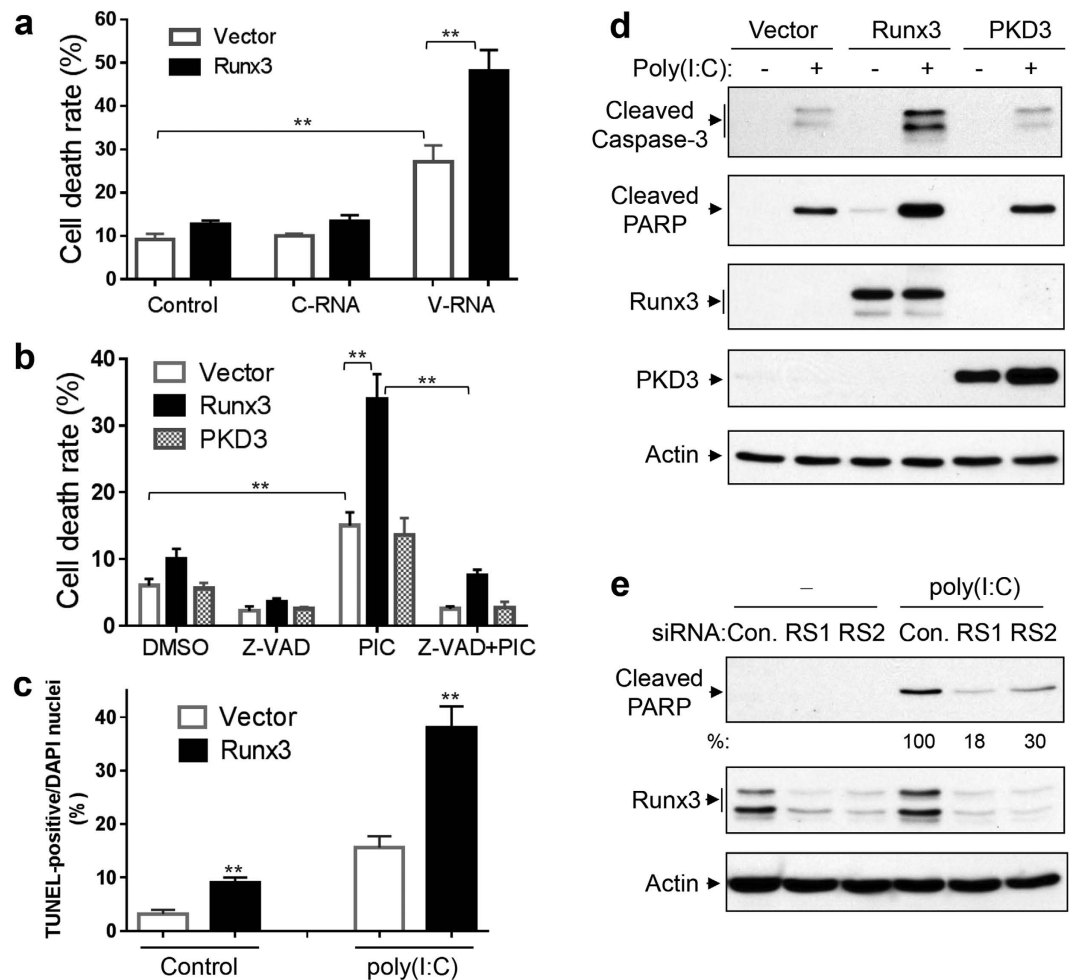 a
Cell death rate (%)
60
50
40
30
20
10
0
Vector
Runx3
**
**
Control C-RNA V-RNA
b
Cell death rate (%)
40
30
20
10
0
Vector
Runx3
PKD3
**
**
**
DMSO Z-VAD PIC Z-VAD+PIC
c
TUNEL-positive/DAPI nuclei
(%)
40
30
20
10
0
Vector
Runx3
**
**
Control poly(I:C)
d
Vector Runx3 PKD3
Poly(I:C): - + - + - +
Cleaved
Caspase-3
Cleaved
PARP
Runx3
PKD3
Actin
e
– poly(I:C)
siRNA: Con. RS1 RS2 Con. RS1 RS2
Cleaved
PARP
%: 100 18 30
Runx3
Actin